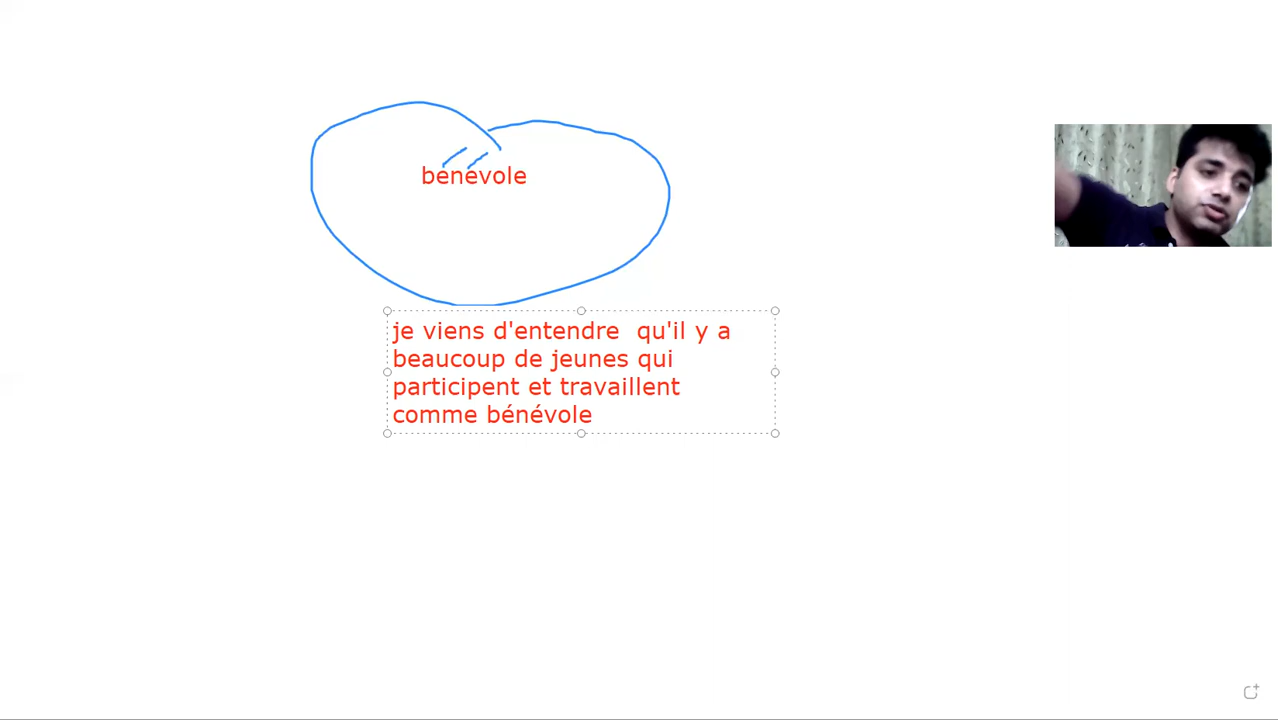 bénévole
je viens d'entendre qu'il y a
beaucoup de jeunes qui
participent et travaillent
comme bénévole